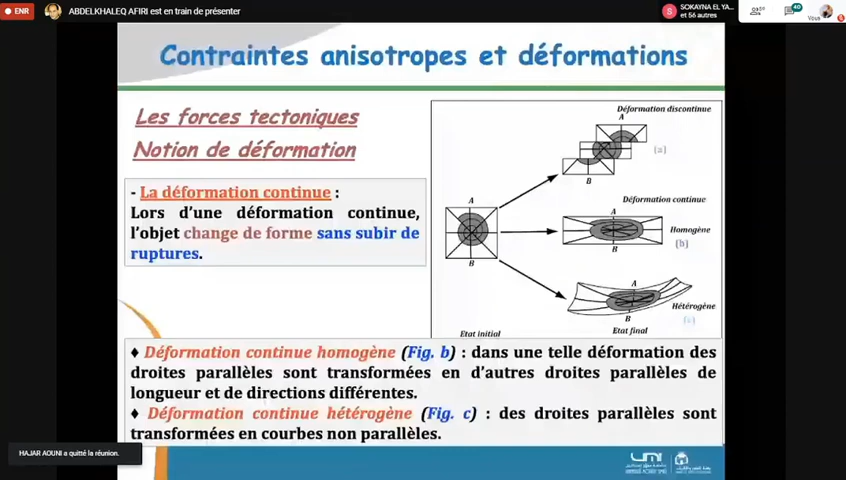 ENR
ABDELKHALEQ AFIRI est en train de présenter
SOKAYNA EL YA...
et 56 autres
40
Vous
Contraintes anisotropes et déformations
Les forces tectoniques
Notion de déformation
- La déformation continue :
Lors d'une déformation continue,
l'objet change de forme sans subir de
ruptures.
Déformation discontinue
A
(a)
B
Déformation continue
A
A
Homogène
(b)
B
B
A
Hétérogène
(c)
B
Etat initial
Etat final
♦ Déformation continue homogène (Fig. b) : dans une telle déformation des
droites parallèles sont transformées en d'autres droites parallèles de
longueur et de directions différentes.
♦ Déformation continue hétérogène (Fig. c) : des droites parallèles sont
transformées en courbes non parallèles.
HAJAR AOUNI a quitté la réunion.
UMI